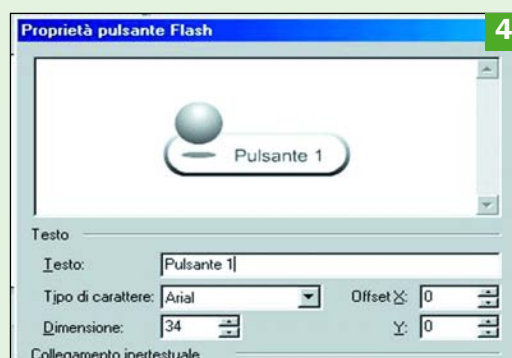 Proprietà pulsante Flash
4
Pulsante 1
Testo
Testo: Pulsante 1
Tipo di carattere: Arial Offset X: 0
Dimensione: 34 Y: 0
Collegamento ipertestuale